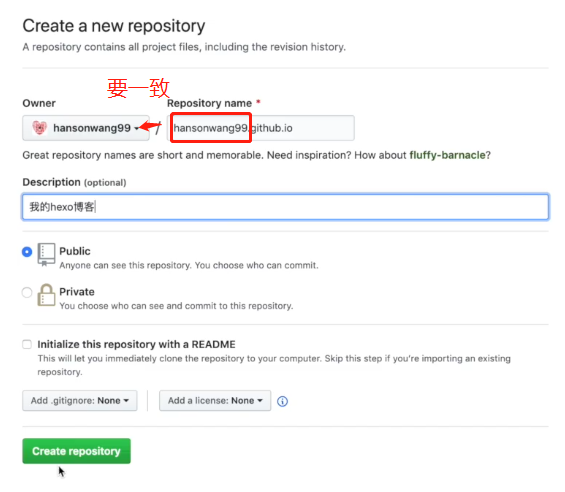 Create a new repository
A repository contains all project files, including the revision history.
要一致
Owner
Repository name *
hansonwang99
/
hansonwang99.github.io
Great repository names are short and memorable. Need inspiration? How about fluffy-barnacle?
Description (optional)
我的hexo博客
Public
Anyone can see this repository. You choose who can commit.
Private
You choose who can see and commit to this repository.
Initialize this repository with a README
This will let you immediately clone the repository to your computer. Skip this step if you're importing an existing
repository.
Add .gitignore: None
Add a license: None
Create repository